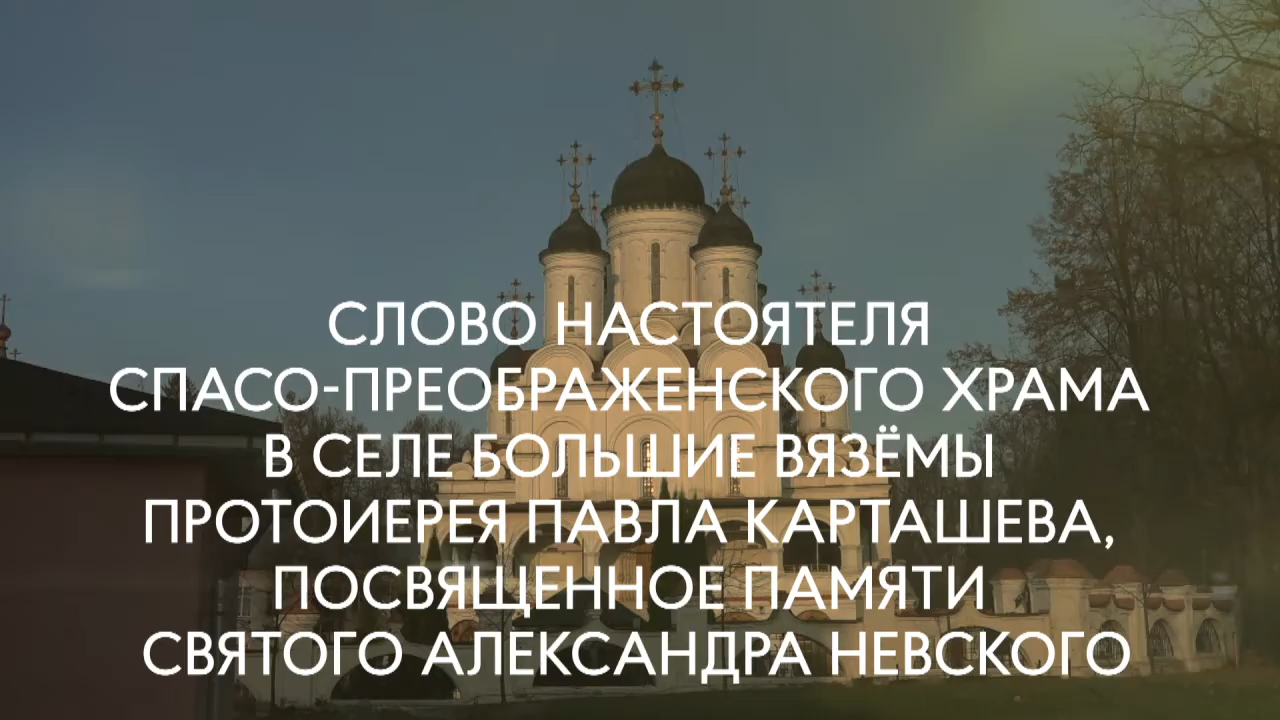 СЛОВО НАСТОЯТЕЛЯ
СПАСО-ПРЕОБРАЖЕНСКОГО ХРАМА
В СЕЛЕ БОЛЬШИЕ ВЯЗЁМЫ
ПРОТОИЕРЕЯ ПАВЛА КАРТАШЕВА,
ПОСВЯЩЕННОЕ ПАМЯТИ
СВЯТОГО АЛЕКСАНДРА НЕВСКОГО